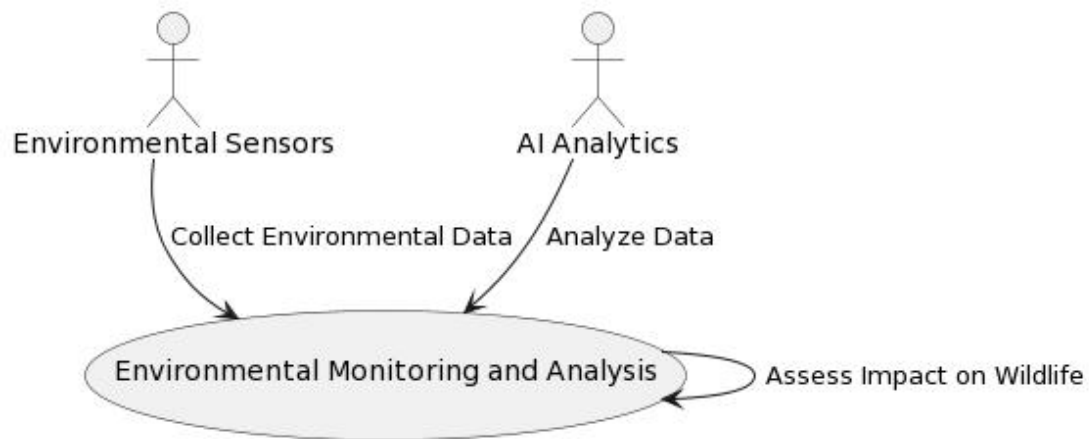 Environmental Sensors
AI Analytics
Collect Environmental Data
Analyze Data
Environmental Monitoring and Analysis
Assess Impact on Wildlife